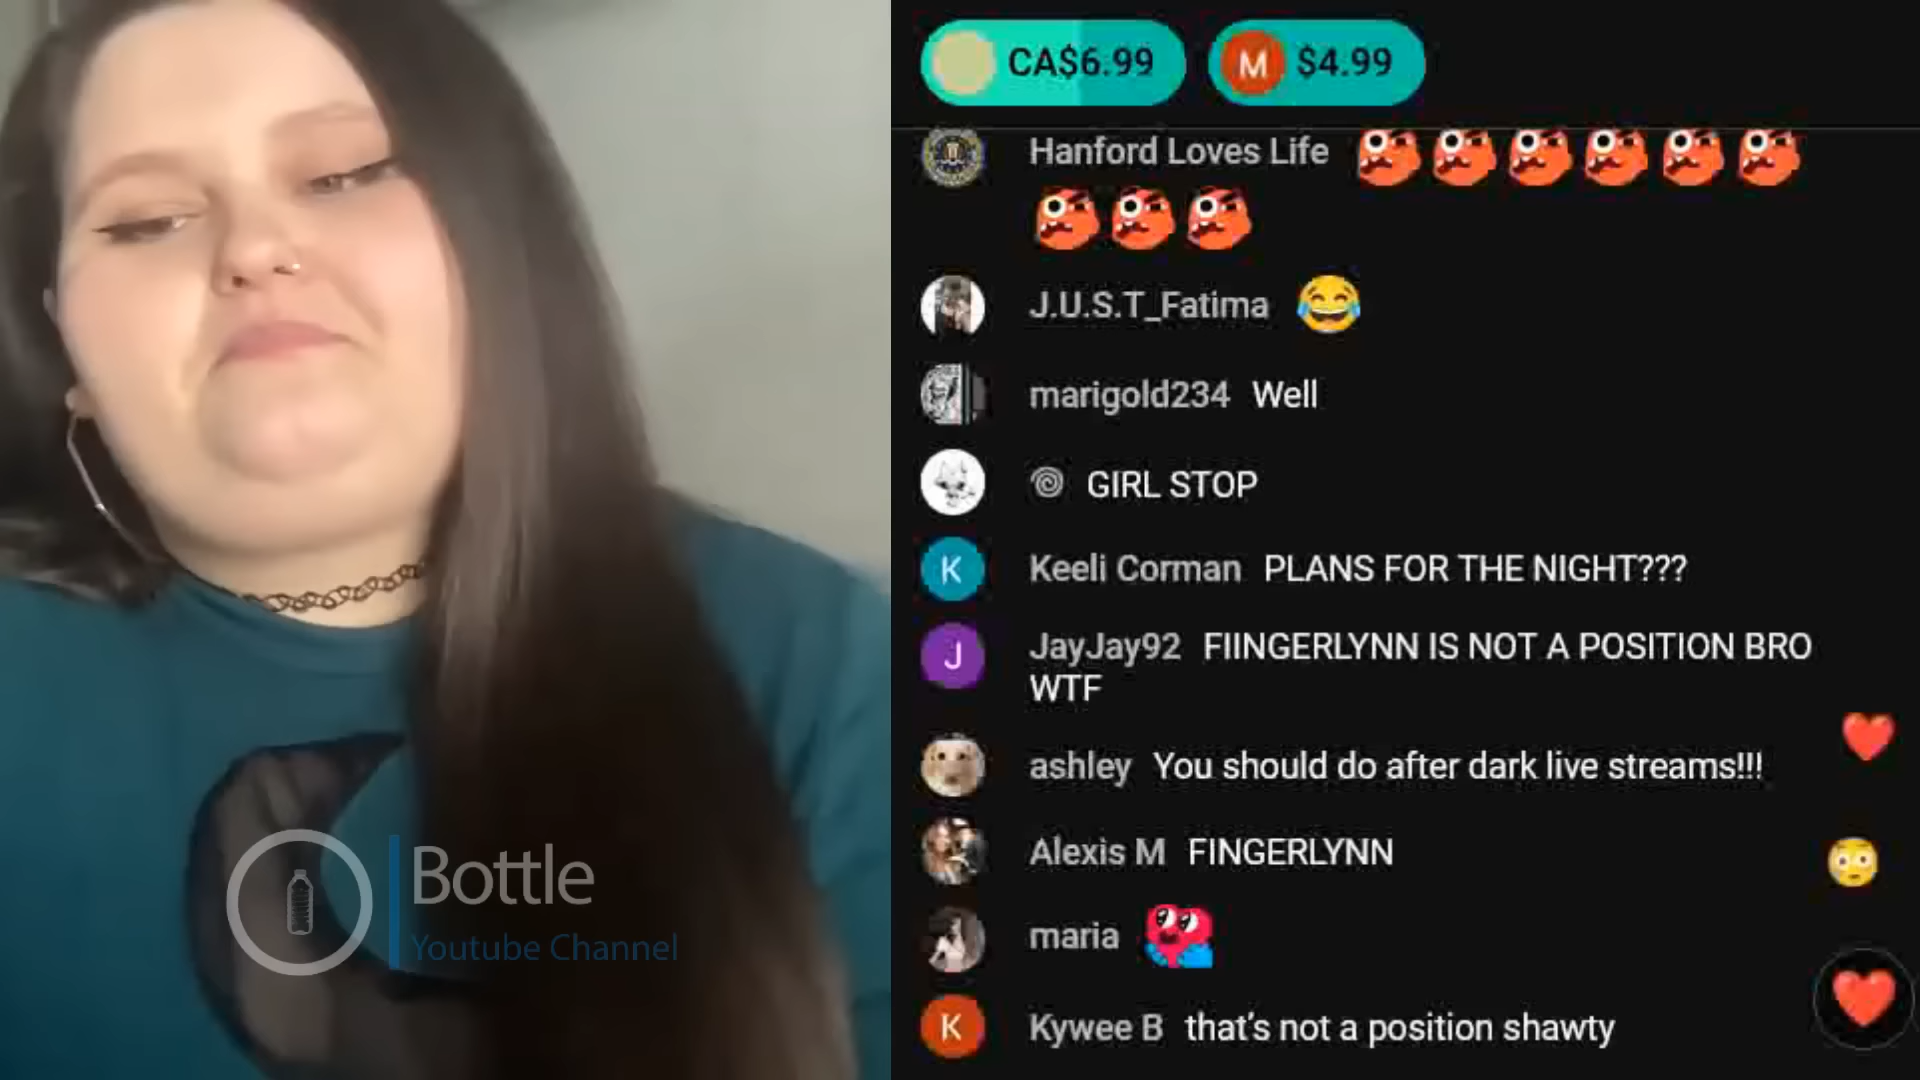 CA$6.99
M $4.99
Hanford Loves Life
J.U.S.T_Fatima
marigold234 Well
GIRL STOP
K Keeli Corman PLANS FOR THE NIGHT???
J JayJay92 FIINGERLYNN IS NOT A POSITION BRO
WTF
ashley You should do after dark live streams!!!
Alexis M FINGERLYNN
maria
K Kywee B that's not a position shawty
Bottle
Youtube Channel